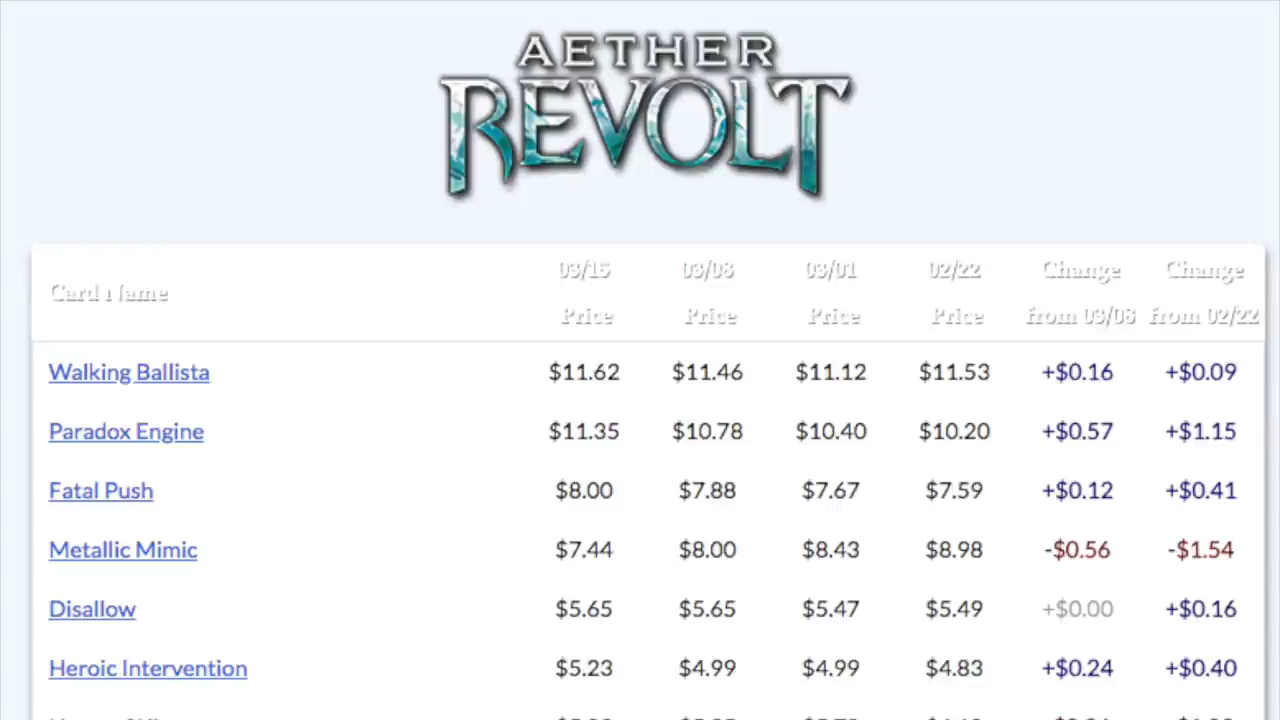 AETHER
REVOLT
Card Name 03/15 Price 03/08 Price 03/01 Price 02/22 Price Change from 03/08 Change from 02/22
Walking Ballista $11.62 $11.46 $11.12 $11.53 +$0.16 +$0.09
Paradox Engine $11.35 $10.78 $10.40 $10.20 +$0.57 +$1.15
Fatal Push $8.00 $7.88 $7.67 $7.59 +$0.12 +$0.41
Metallic Mimic $7.44 $8.00 $8.43 $8.98 -$0.56 -$1.54
Disallow $5.65 $5.65 $5.47 $5.49 +$0.00 +$0.16
Heroic Intervention $5.23 $4.99 $4.99 $4.83 +$0.24 +$0.40